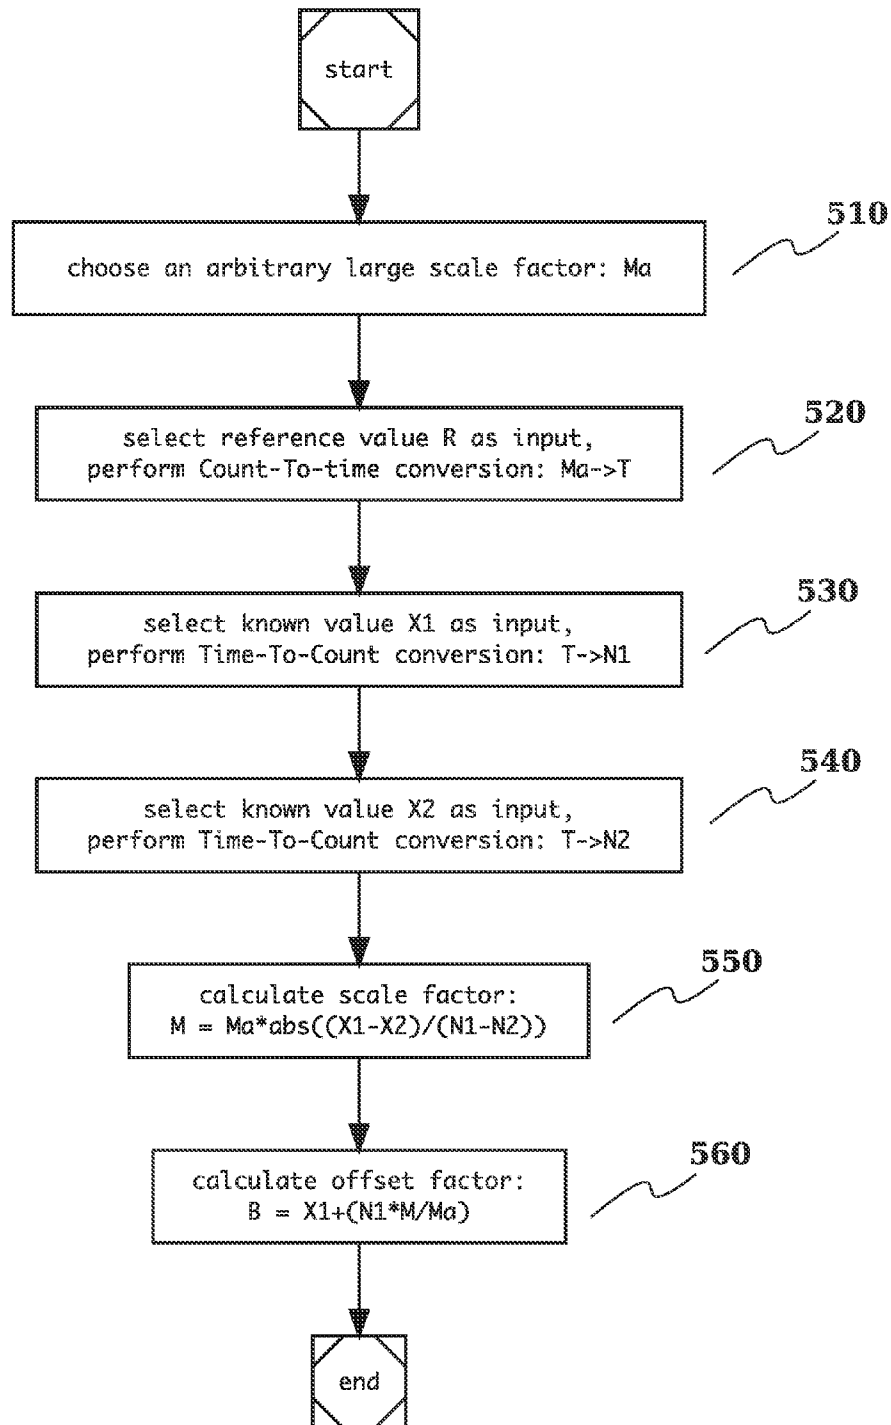 start
510
choose an arbitrary large scale factor: Ma
520
select reference value R as input,
perform Count-To-time conversion: Ma->T
530
select known value X1 as input,
perform Time-To-Count conversion: T->N1
540
select known value X2 as input,
perform Time-To-Count conversion: T->N2
550
calculate scale factor:
M = Ma*abs((X1-X2)/(N1-N2))
560
calculate offset factor:
B = X1+(N1*M/Ma)
end